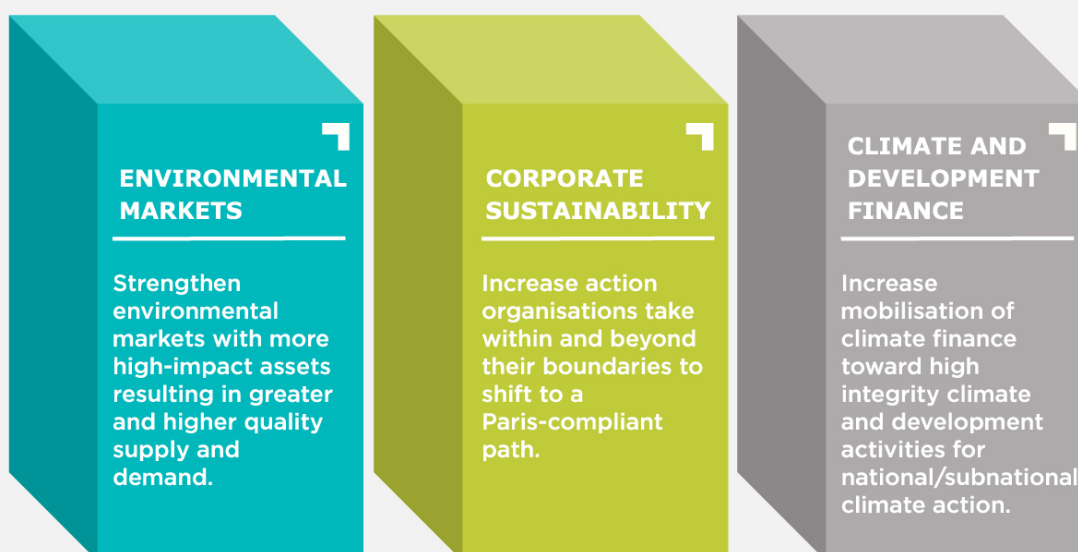 ENVIRONMENTAL
MARKETS
Strengthen
environmental
markets with more
high-impact assets
resulting in greater
and higher quality
supply and
demand.
CORPORATE
SUSTAINABILITY
Increase action
organisations take
within and beyond
their boundaries to
shift to a
Paris-compliant
path.
CLIMATE AND
DEVELOPMENT
FINANCE
Increase
mobilisation of
climate finance
toward high
integrity climate
and development
activities for
national/subnational
climate action.